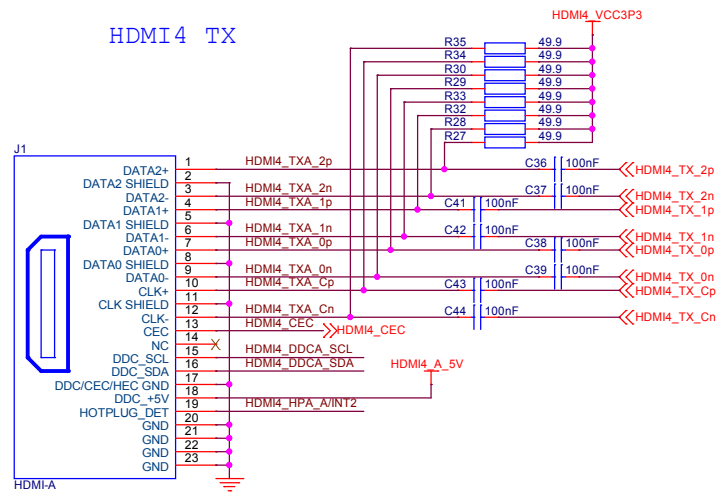 HDMI4 TX
HDMI4_VCC3P3
R35 49.9
R34 49.9
R30 49.9
R29 49.9
R33 49.9
R32 49.9
R28 49.9
R27 49.9
J1
DATA2+ 1 HDMI4_TXA_2p C36 100nF HDMI4_TX_2p
DATA2 SHIELD 2
DATA2- 3 HDMI4_TXA_2n C37 100nF HDMI4_TX_2n
DATA1+ 4 HDMI4_TXA_1p C41 100nF HDMI4_TX_1p
DATA1 SHIELD 5
DATA1- 6 HDMI4_TXA_1n C42 100nF HDMI4_TX_1n
DATA0+ 7 HDMI4_TXA_0p C38 100nF HDMI4_TX_0p
DATA0 SHIELD 8
DATA0- 9 HDMI4_TXA_0n C39 100nF HDMI4_TX_0n
CLK+ 10 HDMI4_TXA_Cp C43 100nF HDMI4_TX_Cp
CLK SHIELD 11
CLK- 12 HDMI4_TXA_Cn C44 100nF HDMI4_TX_Cn
CEC 13 HDMI4_CEC HDMI4_CEC
NC 14
DDC_SCL 15 HDMI4_DDCA_SCL
DDC_SDA 16 HDMI4_DDCA_SDA HDMI4_A_5V
DDC/CEC/HEC GND 17
DDC_+5V 18
HOTPLUG_DET 19 HDMI4_HPA_A/INT2
GND 20
GND 21
GND 22
GND 23
HDMI-A